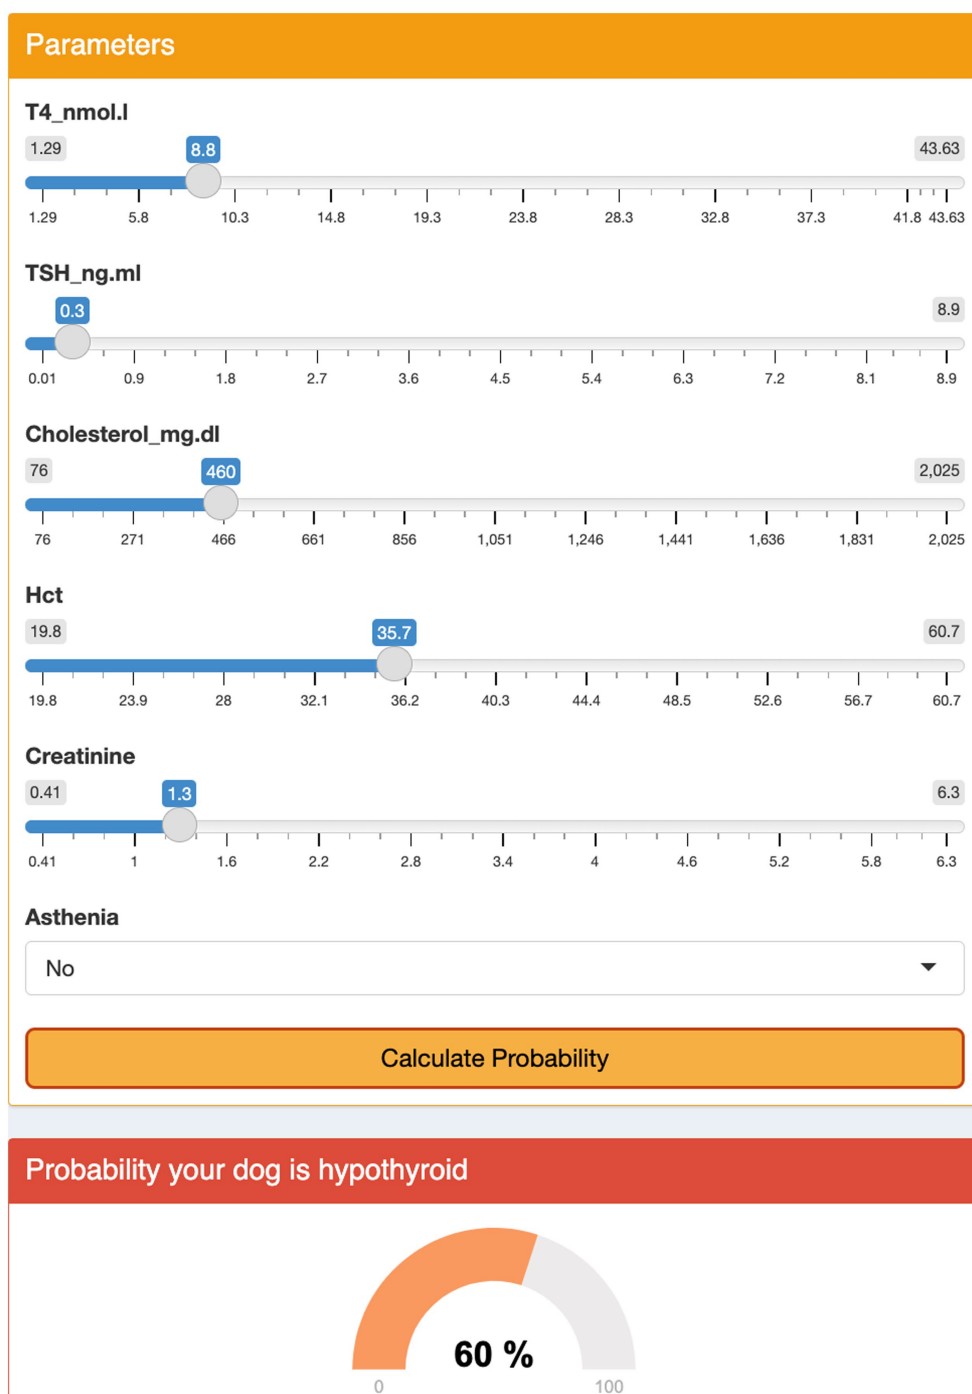 Parameters
T4_nmol.l
1.29 8.8 43.63
1.29 5.8 10.3 14.8 19.3 23.8 28.3 32.8 37.3 41.8 43.63
TSH_ng.ml
0.3 8.9
0.01 0.9 1.8 2.7 3.6 4.5 5.4 6.3 7.2 8.1 8.9
Cholesterol_mg.dl
76 460 2,025
76 271 466 661 856 1,051 1,246 1,441 1,636 1,831 2,025
Hct
19.8 35.7 60.7
19.8 23.9 28 32.1 36.2 40.3 44.4 48.5 52.6 56.7 60.7
Creatinine
0.41 1.3 6.3
0.41 1 1.6 2.2 2.8 3.4 4 4.6 5.2 5.8 6.3
Asthenia
No
Calculate Probability
Probability your dog is hypothyroid
60 %
0 100